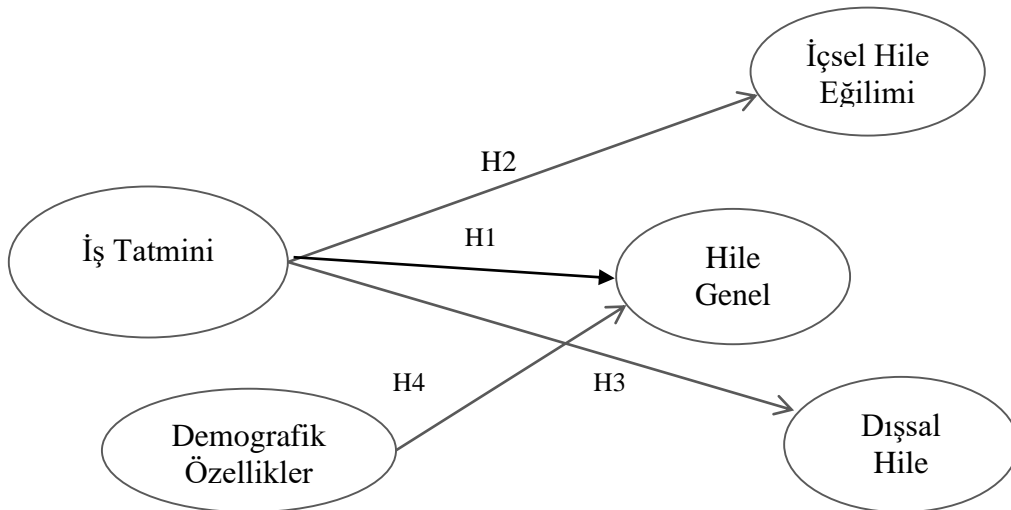 İçsel Hile
Eğilimi
H2
İş Tatmini
H1
Hile
Genel
H4
H3
Demografik
Özellikler
Dışsal
Hile